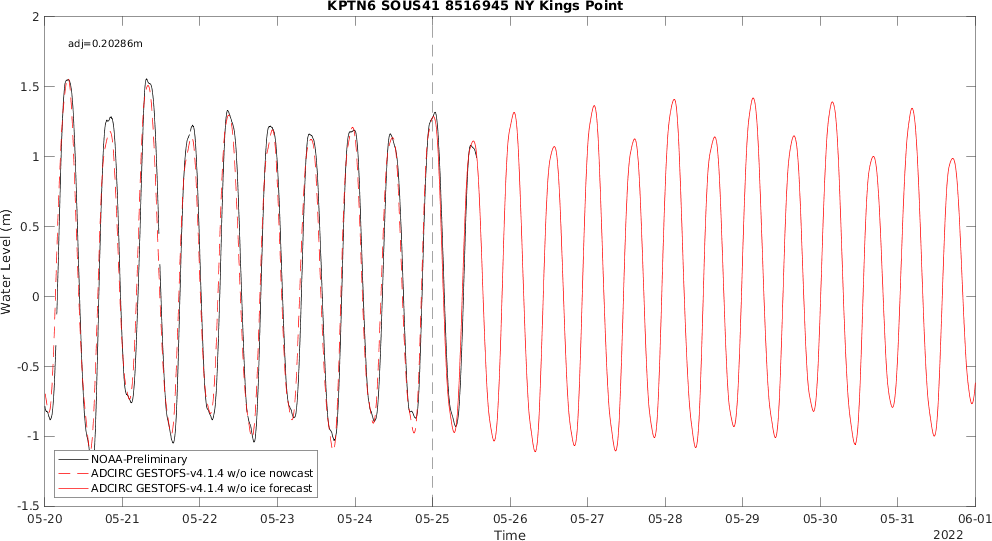 KPTN6 SOUS41 8516945 NY Kings Point
adj=0.20286m
2
1.5
1
0.5
0
-0.5
-1
-1.5
Water Level (m)
NOAA-Preliminary
ADCIRC GESTOFS-v4.1.4 w/o ice nowcast
ADCIRC GESTOFS-v4.1.4 w/o ice forecast
05-20 05-21 05-22 05-23 05-24 05-25 05-26 05-27 05-28 05-29 05-30 05-31 06-01
Time
2022